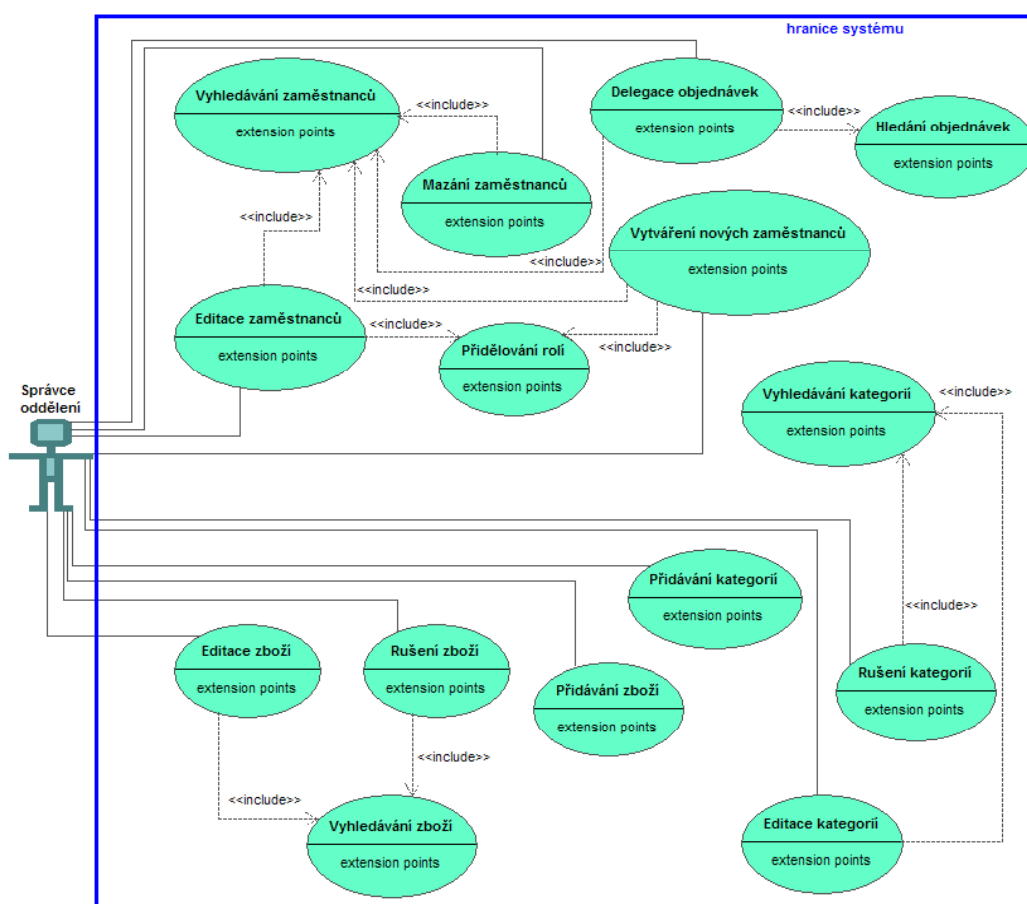 hranice systému
Vyhledávání zaměstnanců
extension points
<<include>>
Delegace objednávek
extension points
<<include>>
Hledání objednávek
extension points
Mazání zaměstnanců
extension points
<<include>>
Vytváření nových zaměstnanců
extension points
<<include>>
<<include>>
Editace zaměstnanců
extension points
<<include>>
Přidělování rolí
extension points
<<include>>
Správce
oddělení
Vyhledávání kategorií
extension points
<<include>>
Přidávání kategorií
extension points
<<include>>
Editace zboží
extension points
Rušení zboží
extension points
Přidávání zboží
extension points
Rušení kategorií
extension points
<<include>>
<<include>>
Vyhledávání zboží
extension points
Editace kategorií
extension points